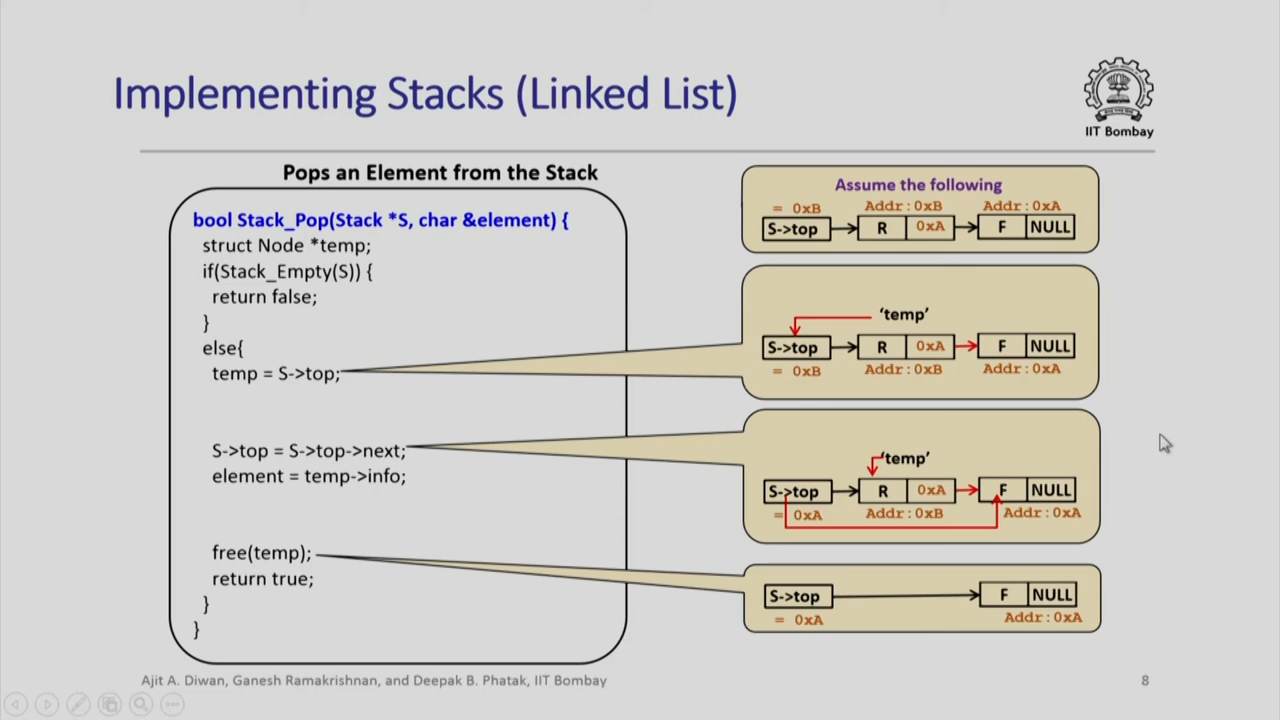 Implementing Stacks (Linked List)
IIT Bombay
Pops an Element from the Stack
bool Stack_Pop(Stack *S, char &element) {
struct Node *temp;
if(Stack_Empty(S)) {
return false;
}
else{
temp = S->top;
S->top = S->top->next;
element = temp->info;
free(temp);
return true;
}
}
Assume the following
= 0xB Addr:0xB Addr:0xA
S->top R 0xA F NULL
'temp'
S->top R 0xA F NULL
= 0xB Addr:0xB Addr:0xA
'temp'
S->top R 0xA F NULL
= 0xA Addr:0xB Addr:0xA
S->top F NULL
= 0xA Addr:0xA
Ajit A. Diwan, Ganesh Ramakrishnan, and Deepak B. Phatak, IIT Bombay
8